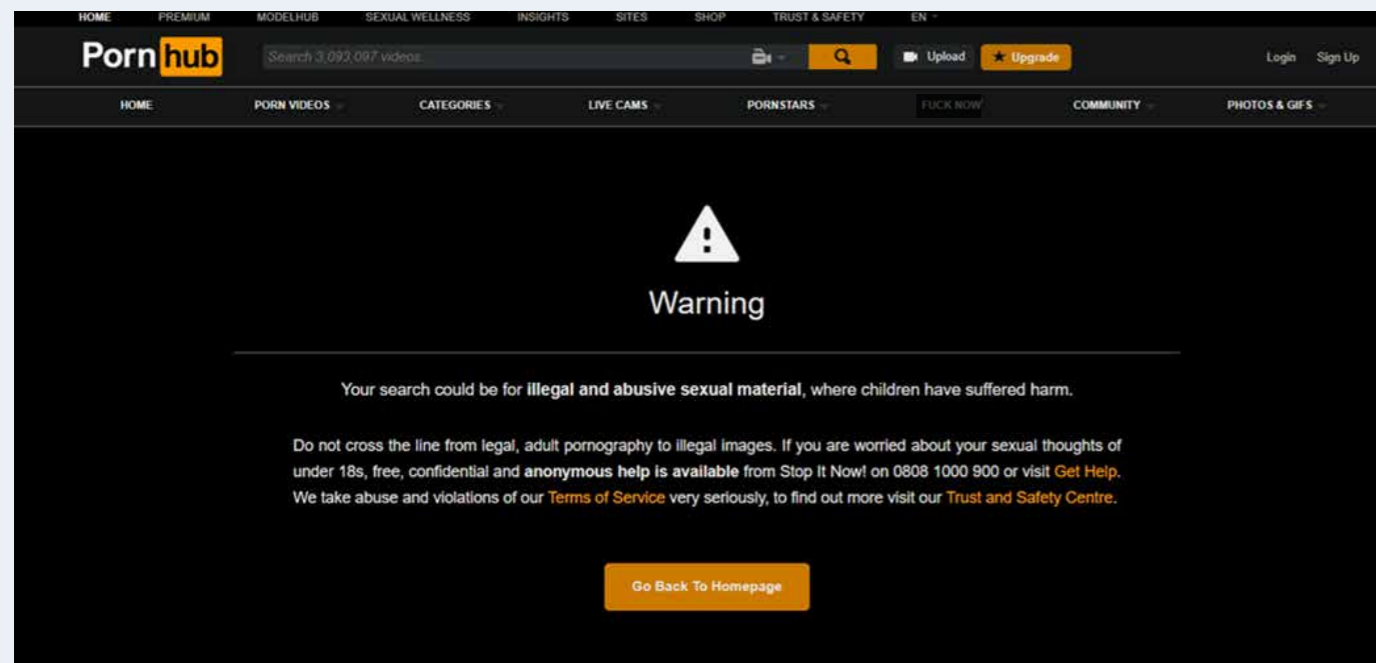 HOME PREMIUM MODELHUB SEXUAL WELLNESS INSIGHTS SITES SHOP TRUST & SAFETY EN
Porn hub Search 3,093,097 videos. Upload Upgrade Login Sign Up
HOME PORN VIDEOS CATEGORIES LIVE CAMS PORNSTARS FUCK NOW COMMUNITY PHOTOS & GIFS
Warning
Your search could be for illegal and abusive sexual material, where children have suffered harm.
Do not cross the line from legal, adult pornography to illegal images. If you are worried about your sexual thoughts of
under 18s, free, confidential and anonymous help is available from Stop It Now! on 0808 1000 900 or visit Get Help.
We take abuse and violations of our Terms of Service very seriously, to find out more visit our Trust and Safety Centre.
Go Back To Homepage